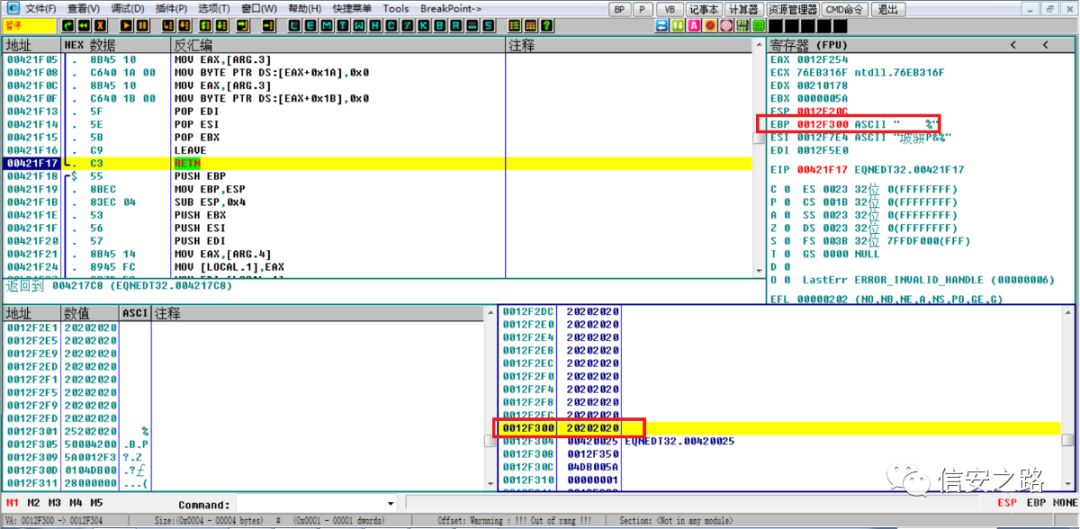 文件(F) 查看(V) 调试(D) 插件(P) 选项(T) 窗口(W) 帮助(H) 快捷菜单 Tools BreakPoint-> BP P VB 记事本 计算器 资源管理器 CMD命令 退出
暂停 L E M T W H C / K B R ... S
地址 HEX 数据 反汇编 注释 寄存器 (FPU)
00421F05 . 8B45 10 MOV EAX,[ARG.3]
00421F08 . C640 1A 00 MOV BYTE PTR DS:[EAX+0x1A],0x0
00421F0C . 8B45 10 MOV EAX,[ARG.3]
00421F0F . C640 1B 00 MOV BYTE PTR DS:[EAX+0x1B],0x0
00421F13 . 5F POP EDI
00421F14 . 5E POP ESI
00421F15 . 5B POP EBX
00421F16 . C9 LEAVE
00421F17 . C3 RETN
00421F18 $ 55 PUSH EBP
00421F19 . 8BEC MOV EBP,ESP
00421F1B . 83EC 04 SUB ESP,0x4
00421F1E . 53 PUSH EBX
00421F1F . 56 PUSH ESI
00421F20 . 57 PUSH EDI
00421F21 . 8B45 14 MOV EAX,[ARG.4]
00421F24 . 8945 FC MOV [LOCAL.1],EAX
返回到 004217C8 (EQNEDT32.004217C8)
EAX 0012F254
ECX 76EB316F ntdll.76EB316F
EDX 00210178
EBX 0000005A
ESP 0012F20C
EBP 0012F300 ASCII " %"
ESI 0012F7E4 ASCII "玻骈P&%"
EDI 0012F5E0
EIP 00421F17 EQNEDT32.00421F17
C 0 ES 0023 32位 0(FFFFFFFF)
P 0 CS 001B 32位 0(FFFFFFFF)
A 0 SS 0023 32位 0(FFFFFFFF)
Z 0 DS 0023 32位 0(FFFFFFFF)
S 0 FS 003B 32位 7FFDF000(FFF)
T 0 GS 0000 NULL
D 0
O 0 LastErr ERROR_INVALID_HANDLE (00000006)
EFL 00000202 (NO,NB,NE,A,NS,PO,GE,G)
地址 数值 ASCI 注释
0012F2E1 20202020
0012F2E5 20202020
0012F2E9 20202020
0012F2ED 20202020
0012F2F1 20202020
0012F2F5 20202020
0012F2F9 20202020
0012F2FD 20202020
0012F301 25202020 %
0012F305 50004200 .B.P
0012F309 5A0012F3 ?.Z
0012F30D 0104DB00 .?
0012F311 28000000 ...(
0012F2DC 20202020
0012F2E0 20202020
0012F2E4 20202020
0012F2E8 20202020
0012F2EC 20202020
0012F2F0 20202020
0012F2F4 20202020
0012F2F8 20202020
0012F2FC 20202020
0012F300 20202020
0012F304 00420025 EQNEDT32.00420025
0012F308 0012F350
0012F30C 04DB005A
0012F310 00000001
信安之路
M1 M2 M3 M4 M5 Command: ESP EBP NONE
VA: 0012F300 -> 0012F304 Size:(0x0004 - 00004 bytes) # (0x0001 - 00001 dwords) Offset: Warnning : !!! Out of rang !!! Section: (Not in any module)